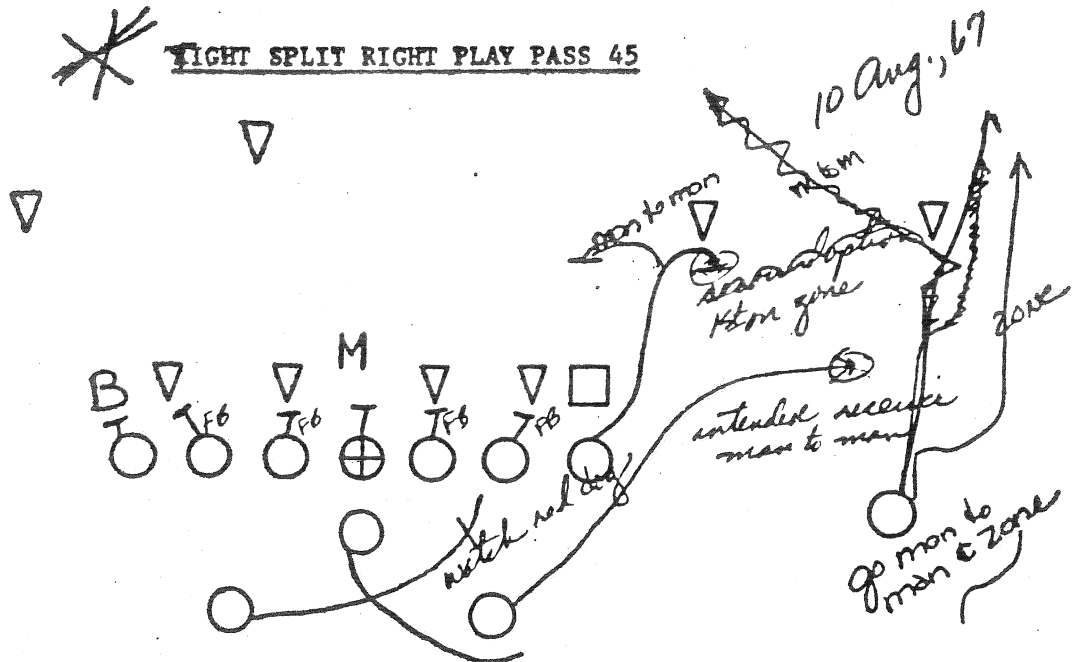 TIGHT SPLIT RIGHT PLAY PASS 45
10 Aug., 67
man to man
m to m
second option
zone
zone
M
B
FB
FB
FB
FB
intended receiver
man to man
watch red dog
go man to
man & zone